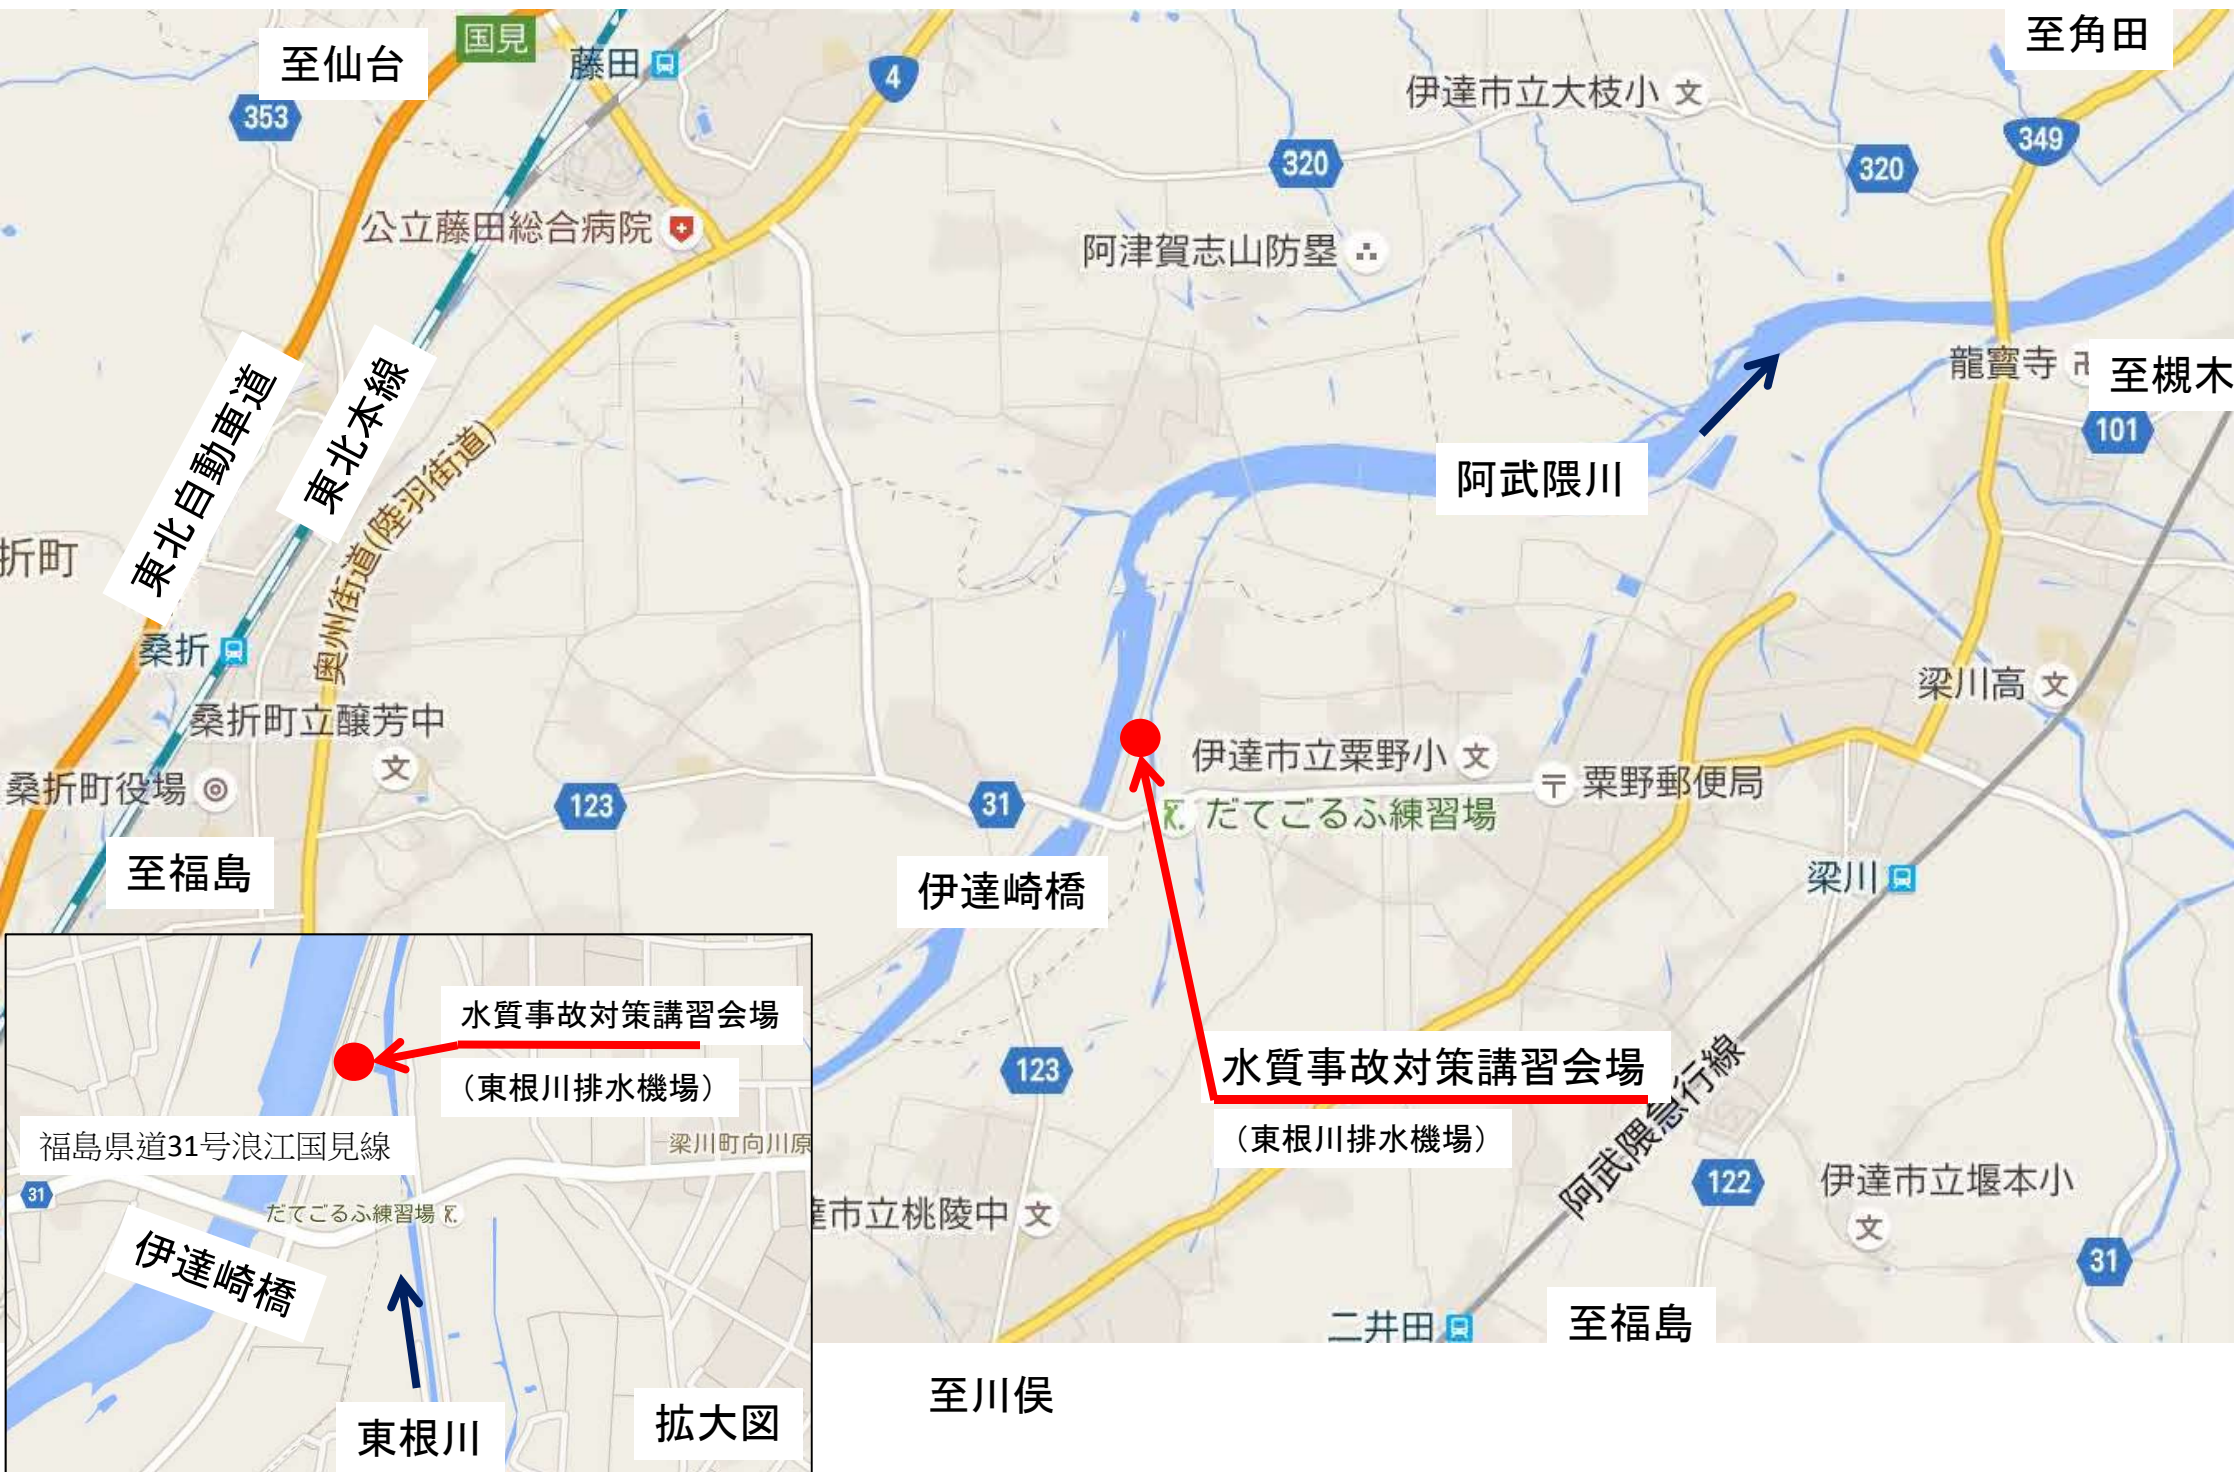 至仙台
国見
藤田
4
至角田
353
伊達市立大枝小
文
320
349
320
公立藤田総合病院
阿津賀志山防塁
東北自動車道
東北本線
奥州街道(陸羽街道)
龍寶寺
卍
至槻木
101
阿武隈川
折町
桑折
桑折町立醸芳中
文
梁川高
文
桑折町役場
123
31
伊達市立粟野小
文
〒
粟野郵便局
だてごるふ練習場
至福島
伊達崎橋
梁川
水質事故対策講習会場
(東根川排水機場)
123
水質事故対策講習会場
(東根川排水機場)
阿武隈急行線
福島県道31号浪江国見線
梁川町向川原
31
だてごるふ練習場
伊達崎橋
達市立桃陵中
文
122
伊達市立堰本小
文
31
二井田
至福島
至川俣
東根川
拡大図